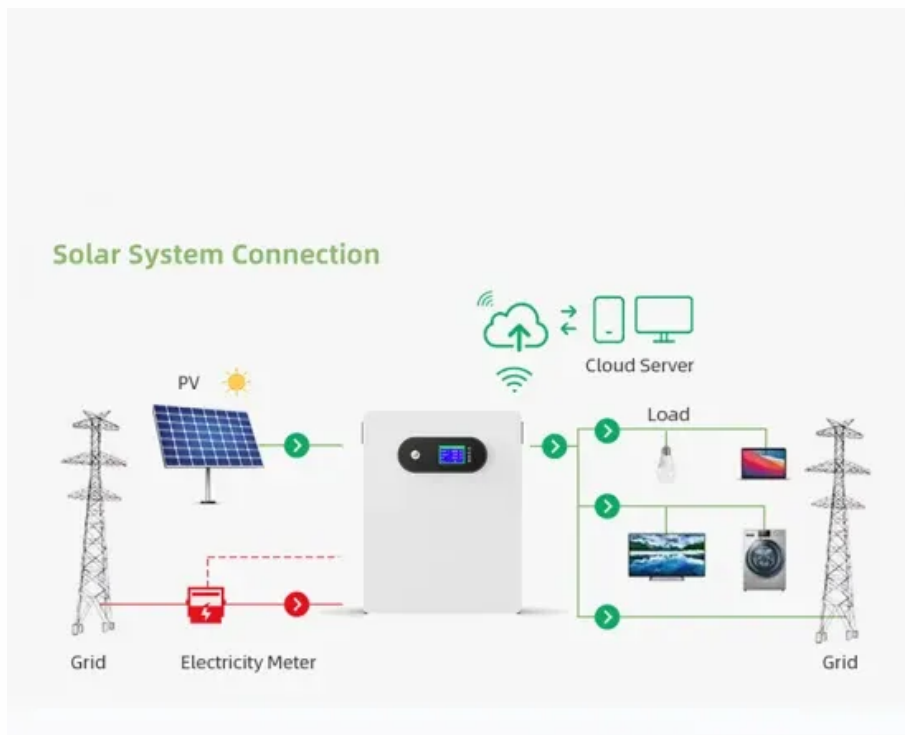 Solar System Connection
Cloud Server
PV
Load
Grid
Electricity Meter
Grid